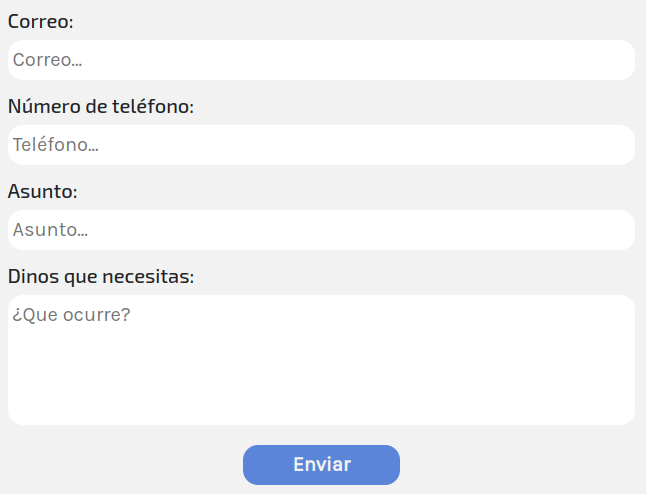 Correo:
Correo...
Número de teléfono:
Teléfono...
Asunto:
Asunto...
Dinos que necesitas:
¿Que ocurre?
Enviar